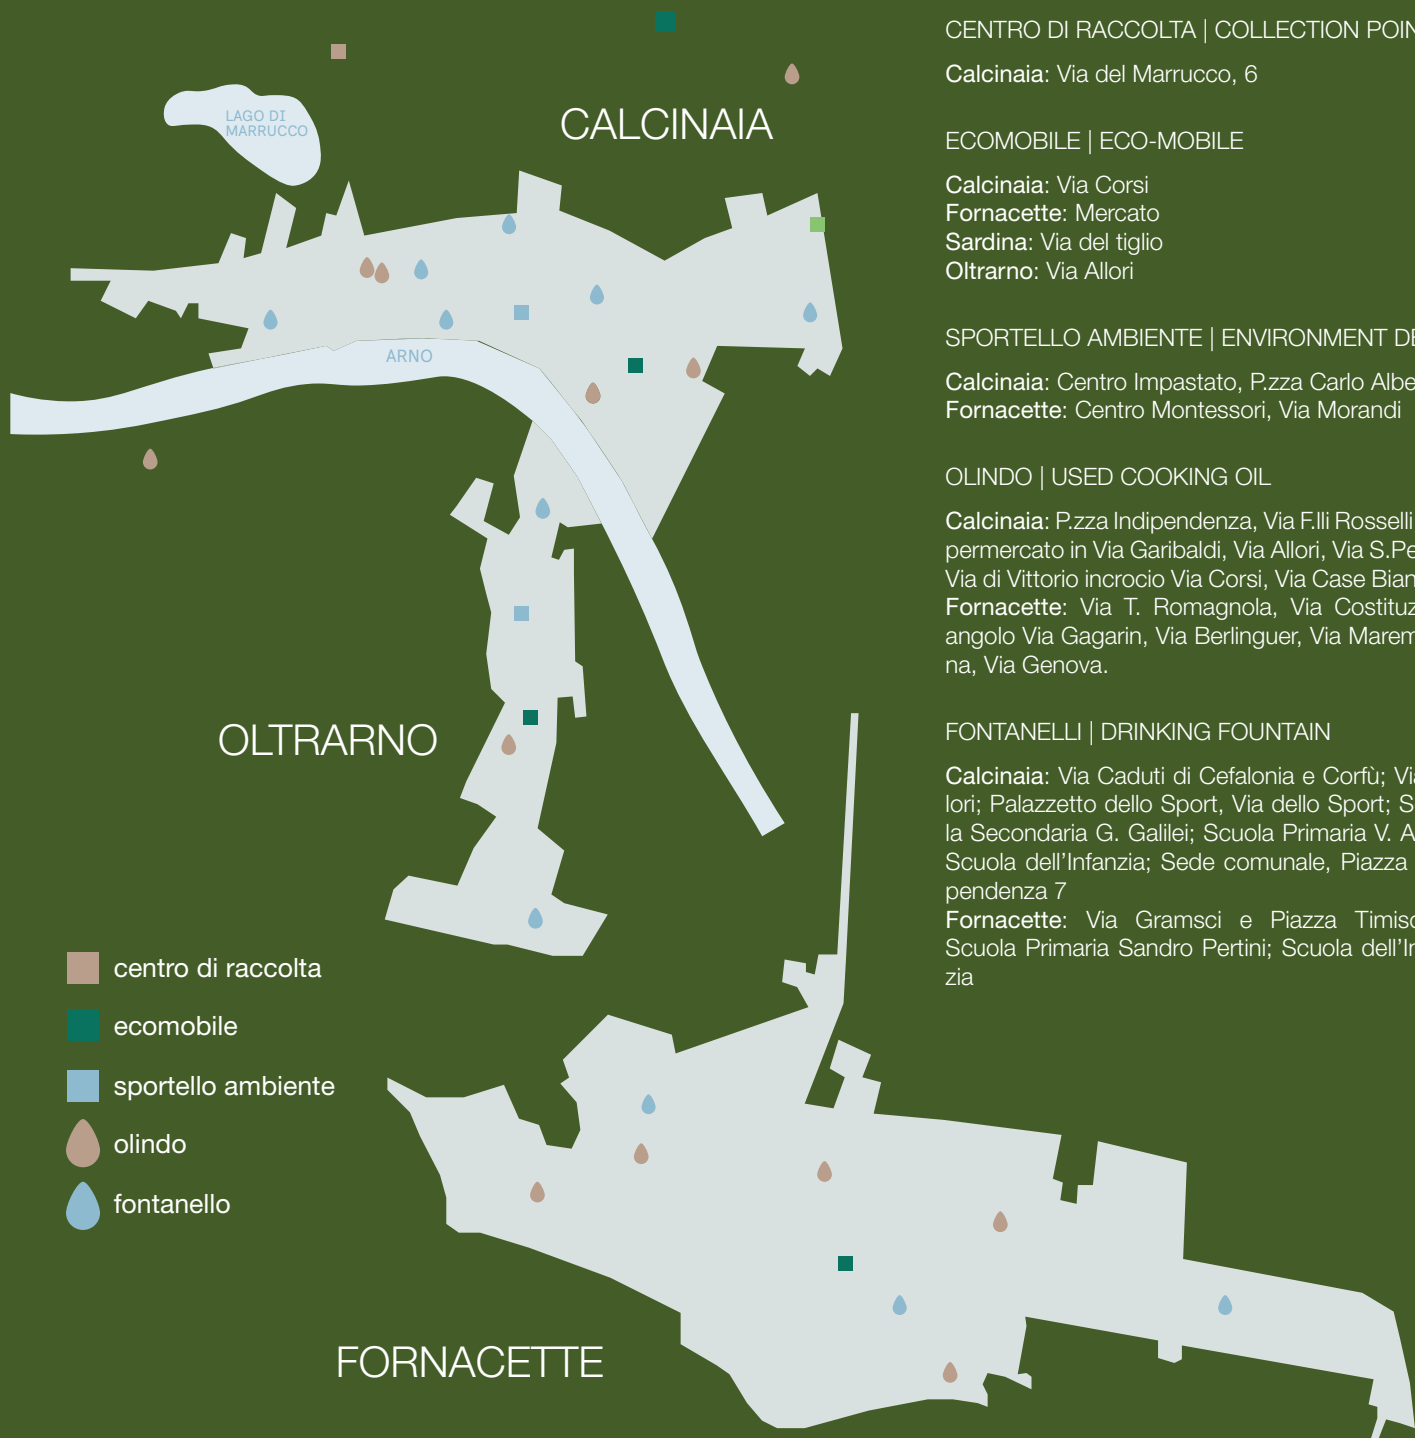 LAGO DI
MARRUCCO
CALCINAIA
ARNO
OLTRARNO
centro di raccolta
ecomobile
sportello ambiente
olindo
fontanello
FORNACETTE
CENTRO DI RACCOLTA | COLLECTION POIN
Calcinaia: Via del Marrucco, 6
ECOMOBILE | ECO-MOBILE
Calcinaia: Via Corsi
Fornacette: Mercato
Sardina: Via del tiglio
Oltrarno: Via Allori
SPORTELLO AMBIENTE | ENVIRONMENT DE
Calcinaia: Centro Impastato, P.zza Carlo Albe
Fornacette: Centro Montessori, Via Morandi
OLINDO | USED COOKING OIL
Calcinaia: P.zza Indipendenza, Via F.lli Rosselli
permercato in Via Garibaldi, Via Allori, Via S.Pe
Via di Vittorio incrocio Via Corsi, Via Case Bian
Fornacette: Via T. Romagnola, Via Costituz
angolo Via Gagarin, Via Berlinguer, Via Marem
na, Via Genova.
FONTANELLI | DRINKING FOUNTAIN
Calcinaia: Via Caduti di Cefalonia e Corfù; Via
lori; Palazzetto dello Sport, Via dello Sport; S
la Secondaria G. Galilei; Scuola Primaria V. A
Scuola dell'Infanzia; Sede comunale, Piazza
pendenza 7
Fornacette: Via Gramsci e Piazza Timiso
Scuola Primaria Sandro Pertini; Scuola dell'In
zia